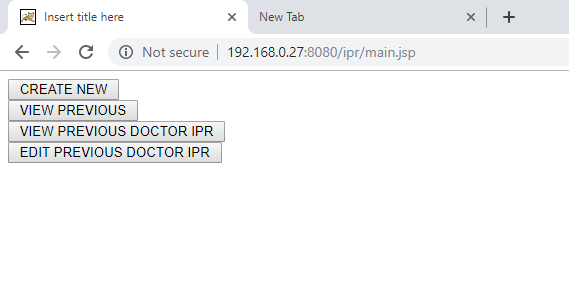 Insert title here
New Tab
Not secure
192.168.0.27:8080/ipr/main.jsp
CREATE NEW
VIEW PREVIOUS
VIEW PREVIOUS DOCTOR IPR
EDIT PREVIOUS DOCTOR IPR